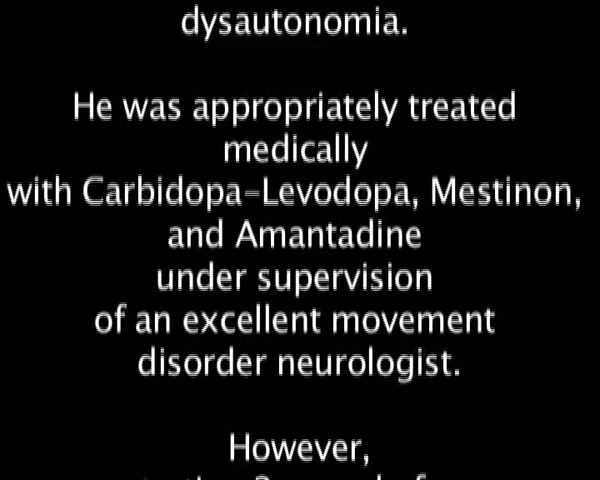 dysautonomia.
He was appropriately treated
medically
with Carbidopa-Levodopa, Mestinon,
and Amantadine
under supervision
of an excellent movement
disorder neurologist.
However,